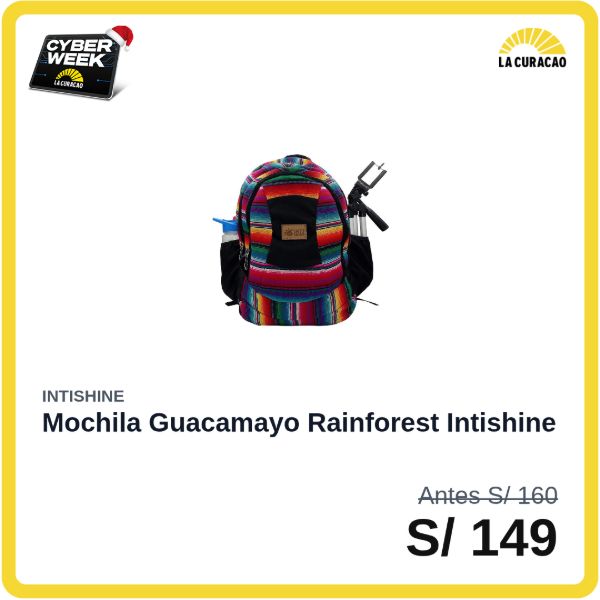 CYBER
WEEK
LA CURACAO
LA CURACAO
INTISHINE
Mochila Guacamayo Rainforest Intishine
Antes S/ 160
S/ 149